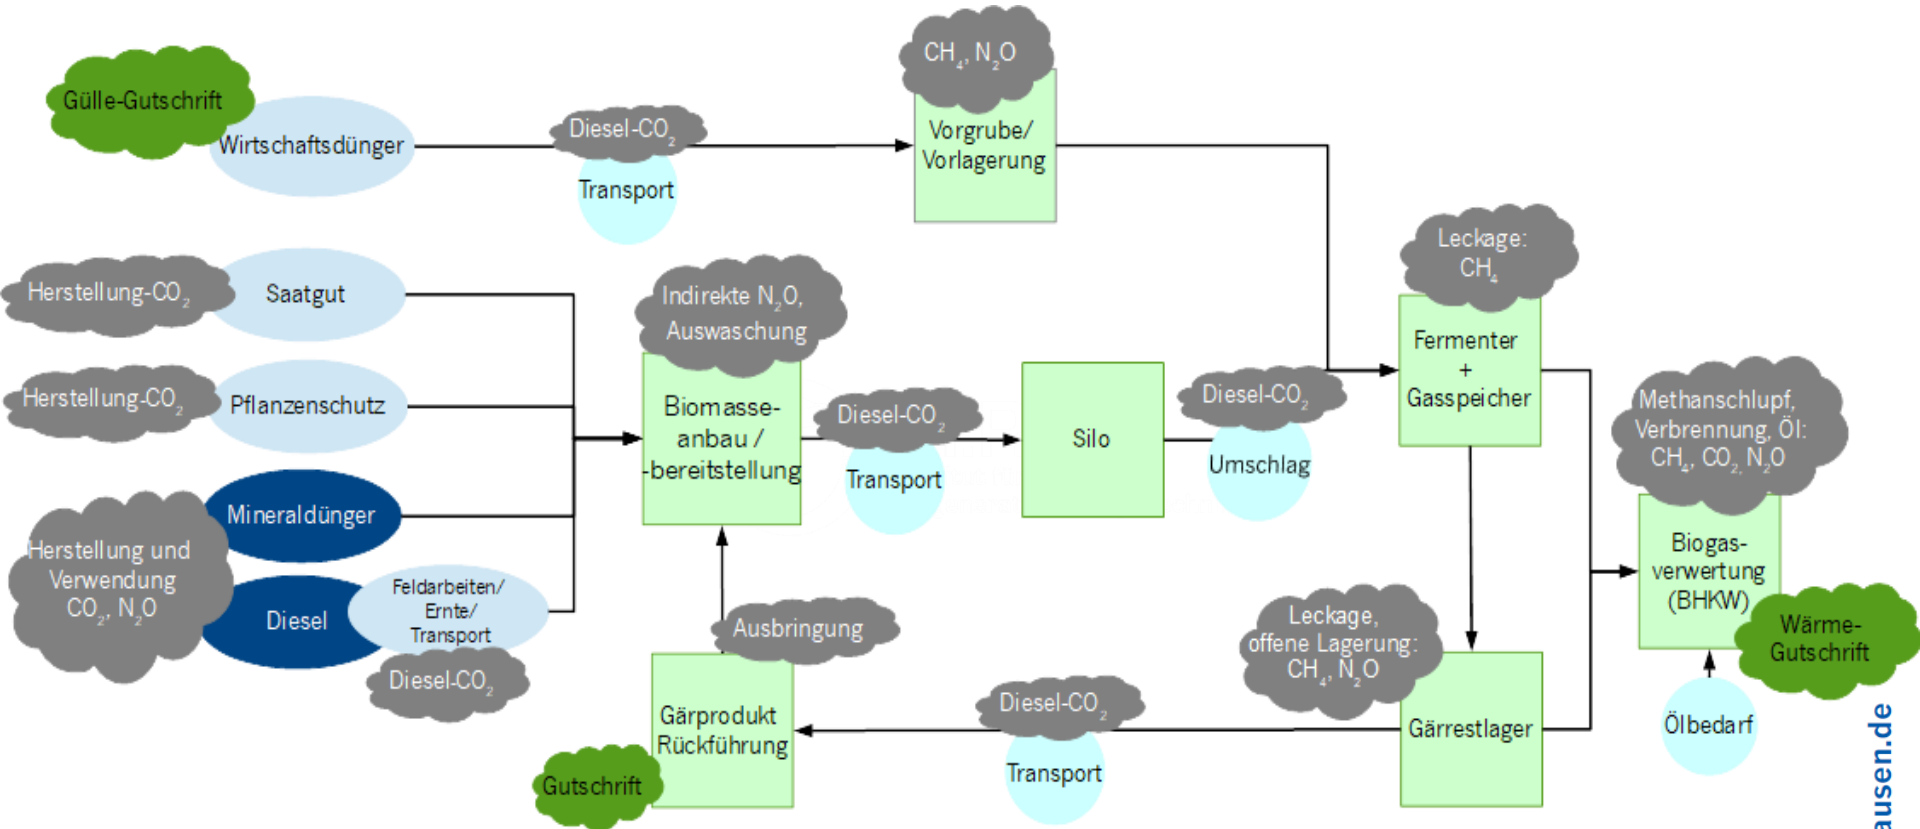 CH₄, N₂O
Gülle-Gutschrift
Wirtschaftsdünger
Diesel-CO₂
Transport
Vorgrube/
Vorlagerung
Leckage:
CH₄
Herstellung-CO₂
Saatgut
Indirekte N₂O,
Auswaschung
Fermenter
+
Gasspeicher
Herstellung-CO₂
Pflanzenschutz
Biomasse-
anbau /
-bereitstellung
Diesel-CO₂
Transport
Silo
Diesel-CO₂
Umschlag
Methanschlupf,
Verbrennung, Öl:
CH₄, CO₂, N₂O
Mineraldünger
Herstellung und
Verwendung
CO₂, N₂O
Diesel
Feldarbeiten/
Ernte/
Transport
Diesel-CO₂
Biogas-
verwertung
(BHKW)
Wärme-
Gutschrift
Ausbringung
Leckage,
offene Lagerung:
CH₄, N₂O
Gärprodukt
Rückführung
Gutschrift
Diesel-CO₂
Transport
Gärrestlager
Ölbedarf
ausen.de